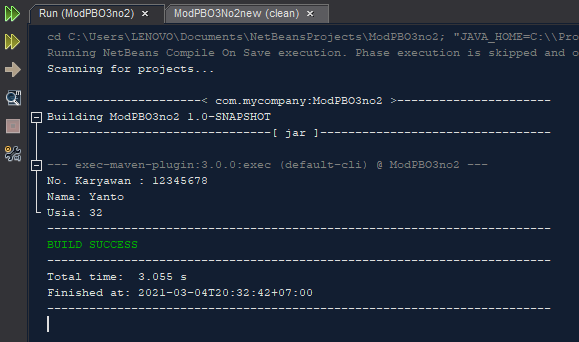 Run (ModPBO3no2) × ModPBO3No2new (clean) ×
cd C:\Users\LENOVO\Documents\NetBeansProjects\ModPBO3no2; "JAVA_HOME=C:\\Pro
Running NetBeans Compile On Save execution. Phase execution is skipped and o
Scanning for projects...
---------------------< com.mycompany:ModPBO3no2 >---------------------
Building ModPBO3no2 1.0-SNAPSHOT
--------------------------------[ jar ]---------------------------------
--- exec-maven-plugin:3.0.0:exec (default-cli) @ ModPBO3no2 ---
No. Karyawan : 12345678
Nama: Yanto
Usia: 32
------------------------------------------------------------------------
BUILD SUCCESS
------------------------------------------------------------------------
Total time:  3.055 s
Finished at: 2021-03-04T20:32:42+07:00
------------------------------------------------------------------------